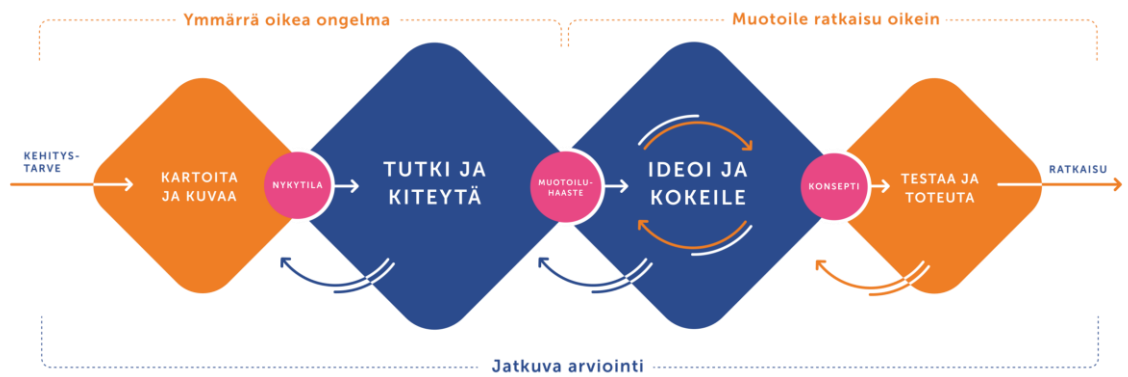 Ymmärrä oikea ongelma
Muotoile ratkaisu oikein
KEHITYS-
TARVE
KARTOITA
JA KUVAA
NYKYTILA
TUTKI JA
KITEYTÄ
MUOTOILU-
HAASTE
IDEOI JA
KOKEILE
KONSEPTI
TESTAA JA
TOTEUTA
RATKAISU
Jatkuva arviointi